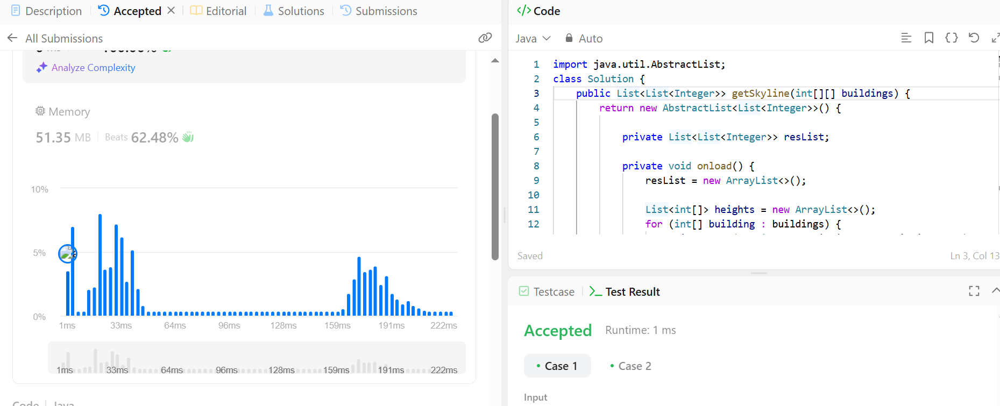 Description
Accepted
Editorial
Solutions
Submissions
All Submissions
Analyze Complexity
Memory
51.35 MB
Beats 62.48%
10%
5%
0%
1ms 33ms 64ms 96ms 128ms 159ms 191ms 222ms
1ms 33ms 64ms 96ms 128ms 159ms 191ms 222ms
Code
Java
</> Code
Java
Auto
1 import java.util.AbstractList;
2 class Solution {
3 public List<List<Integer>> getSkyline(int[][] buildings) {
4 return new AbstractList<List<Integer>>() {
5
6 private List<List<Integer>> resList;
7
8 private void onload() {
9 resList = new ArrayList<>();
10
11 List<int[]> heights = new ArrayList<>();
12 for (int[] building : buildings) {
Saved
Ln 3, Col 13
Testcase
Test Result
Accepted
Runtime: 1 ms
Case 1
Case 2
Input